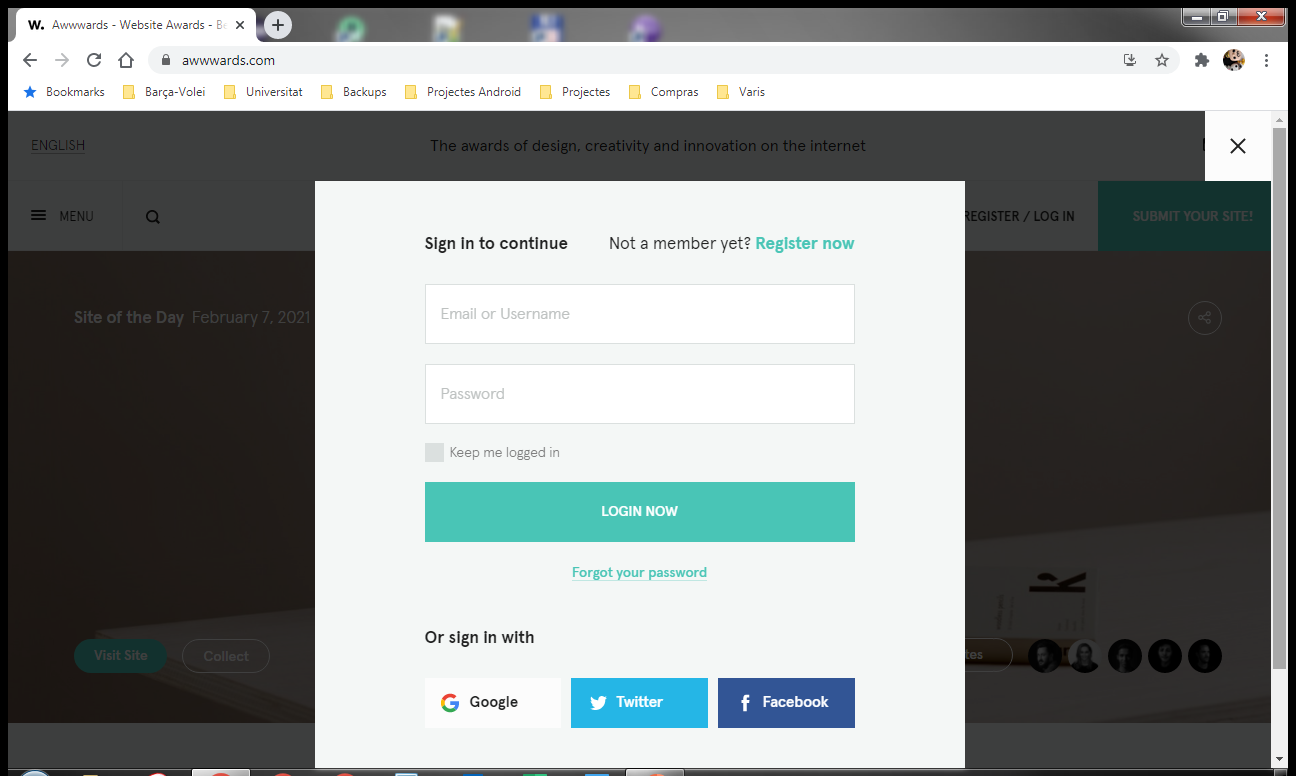 W. Awwwards - Website Awards - Be
awwwards.com
Bookmarks Barça-Volei Universitat Backups Projectes Android Projectes Compras Varis
ENGLISH The awards of design, creativity and innovation on the internet
MENU REGISTER / LOG IN SUBMIT YOUR SITE!
Sign in to continue Not a member yet? Register now
Email or Username
Site of the Day February 7, 2021
Password
Keep me logged in
LOGIN NOW
Forgot your password
Or sign in with
Visit Site Collect
Google Twitter Facebook